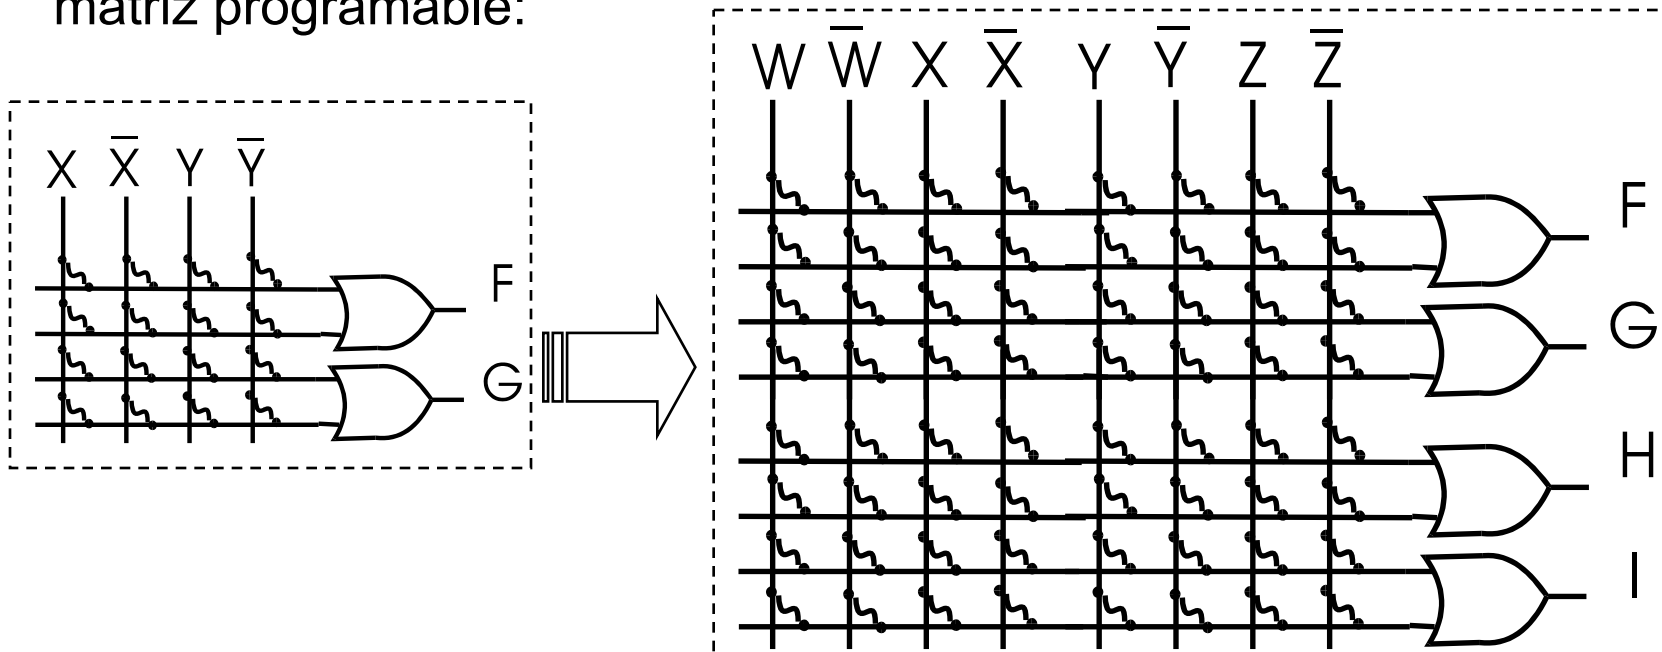 matriz programable:
W W̅ X X̅ Y Y̅ Z Z̅
X X̅ Y Y̅
F
G
F
G
H
I